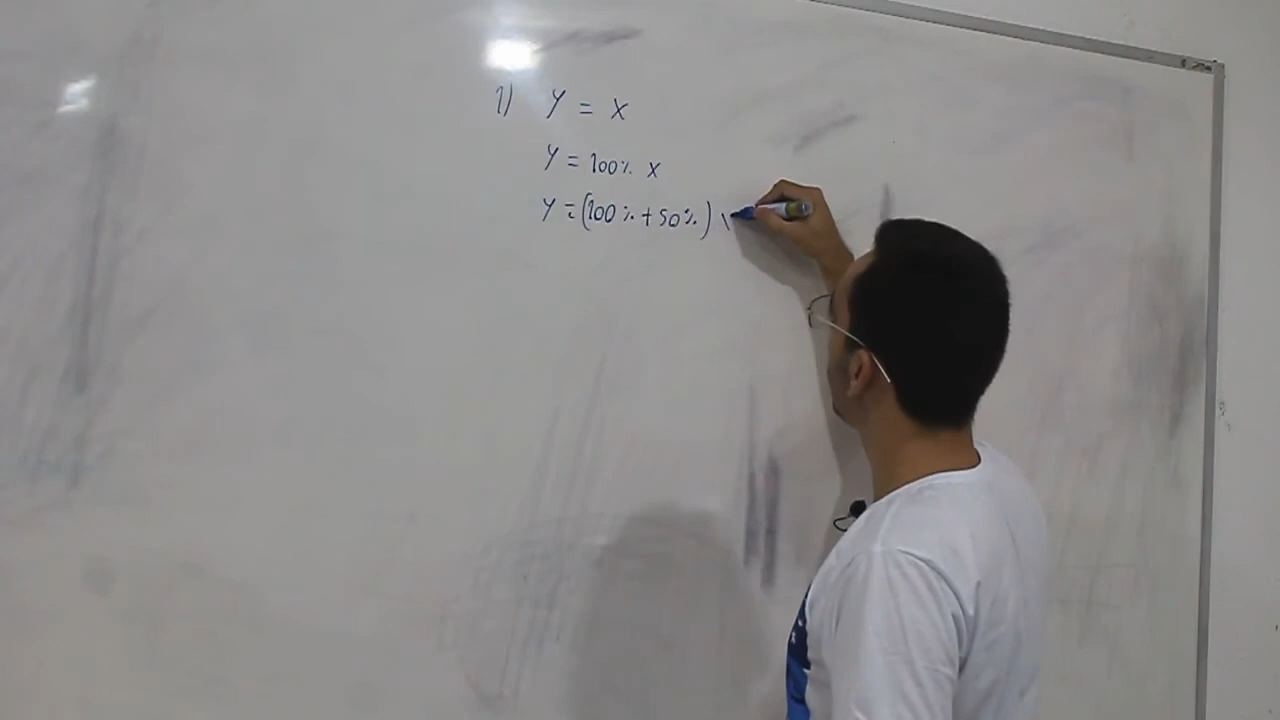 1) Y = X
Y = 100% X
Y = (100% + 50%)